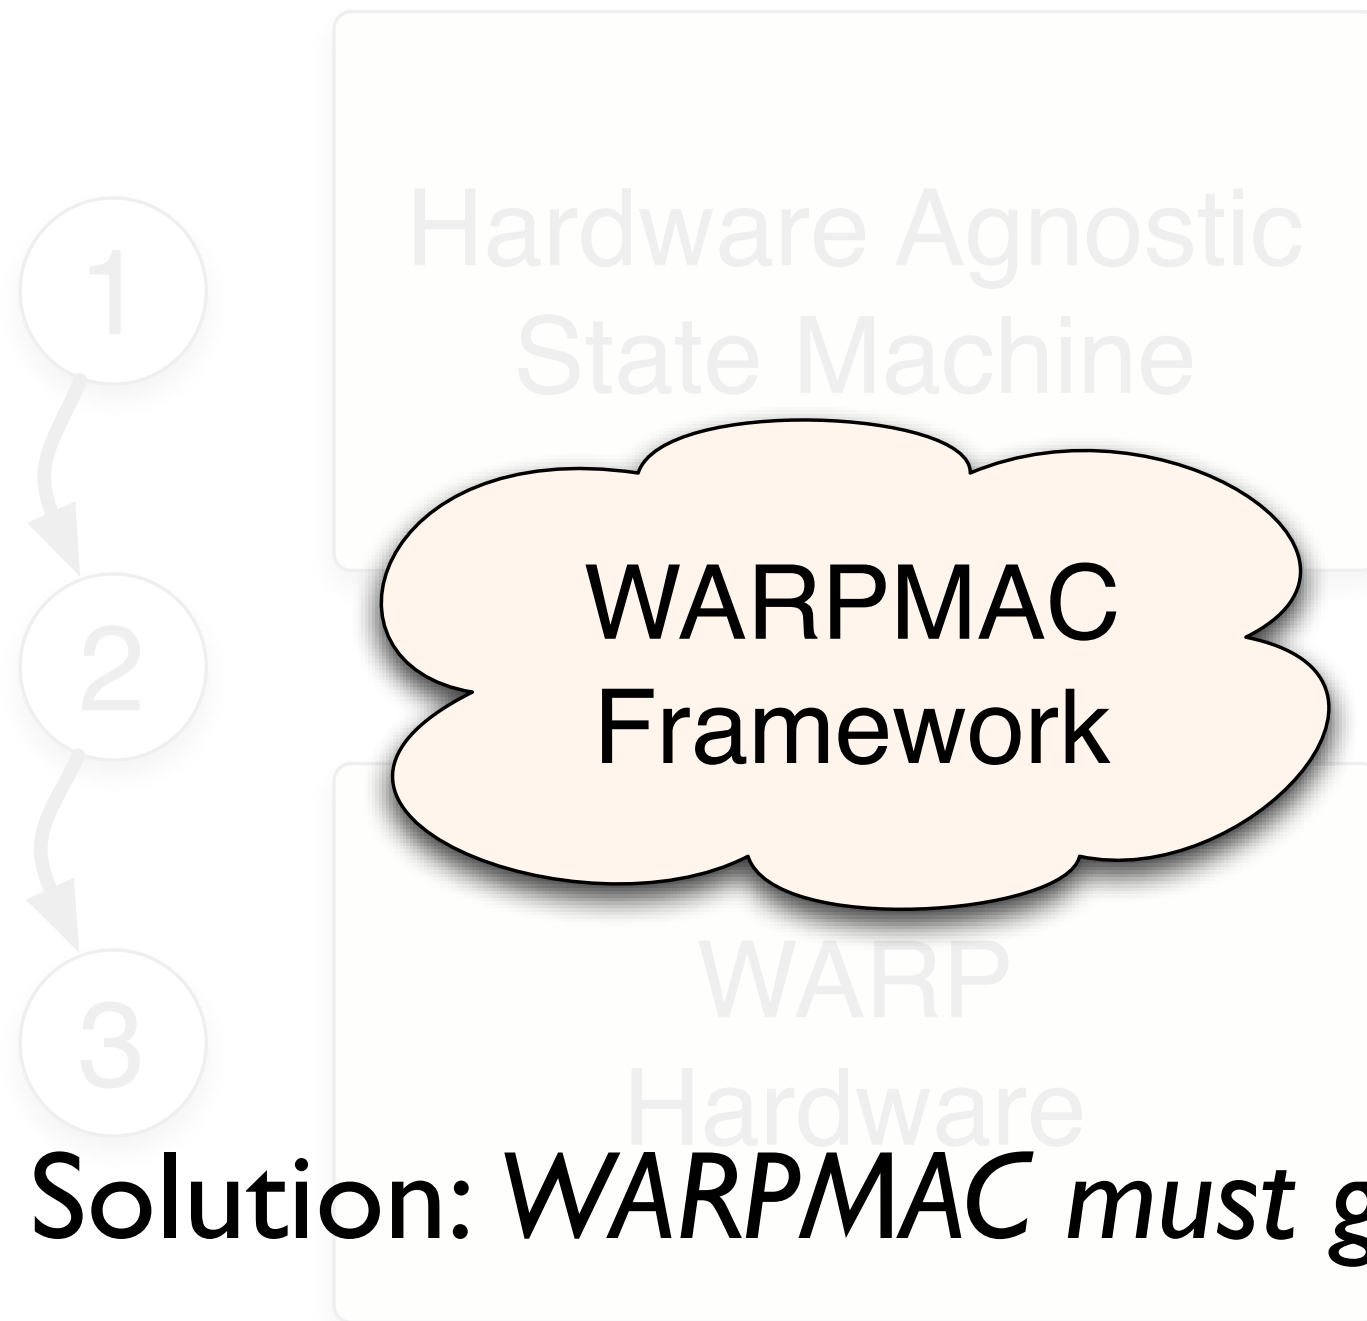 Hardware Agnostic
State Machine
1
WARPMAC
Framework
2
WARP
Hardware
3
Solution: WARPMAC must g